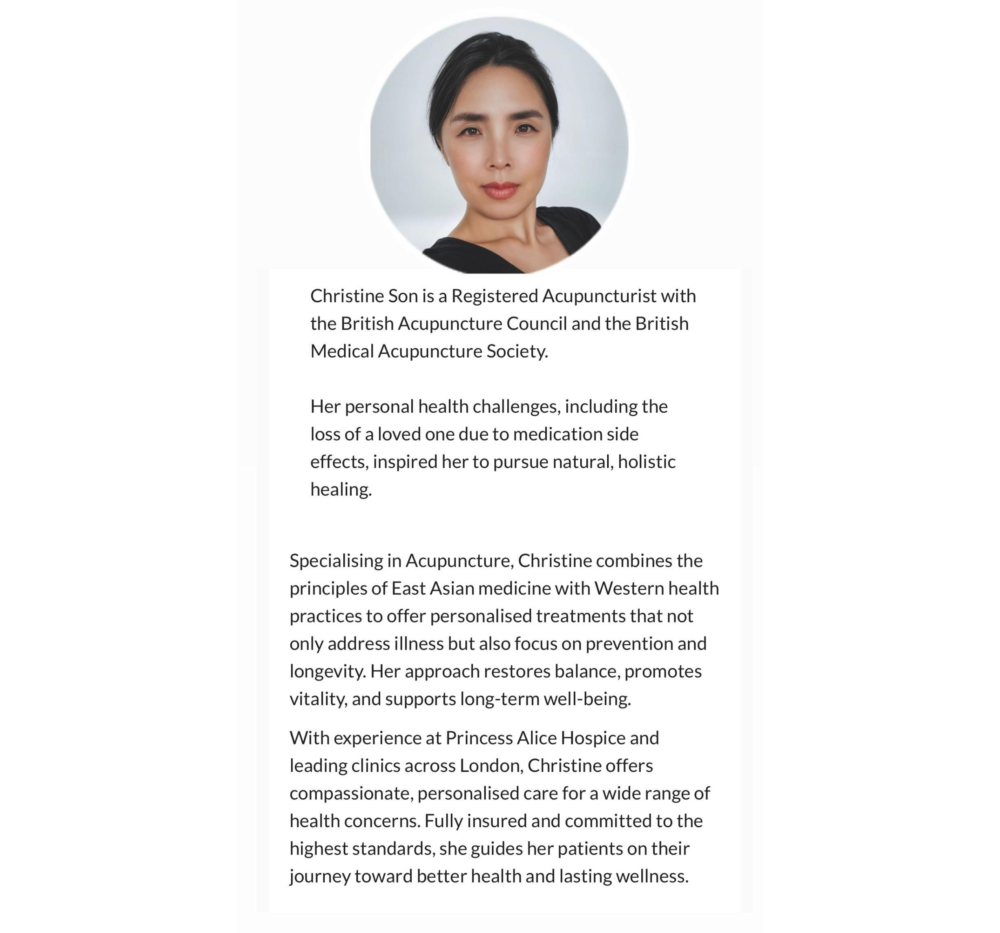 Christine Son is a Registered Acupuncturist with
the British Acupuncture Council and the British
Medical Acupuncture Society.
Her personal health challenges, including the
loss of a loved one due to medication side
effects, inspired her to pursue natural, holistic
healing.
Specialising in Acupuncture, Christine combines the
principles of East Asian medicine with Western health
practices to offer personalised treatments that not
only address illness but also focus on prevention and
longevity. Her approach restores balance, promotes
vitality, and supports long-term well-being.
With experience at Princess Alice Hospice and
leading clinics across London, Christine offers
compassionate, personalised care for a wide range of
health concerns. Fully insured and committed to the
highest standards, she guides her patients on their
journey toward better health and lasting wellness.